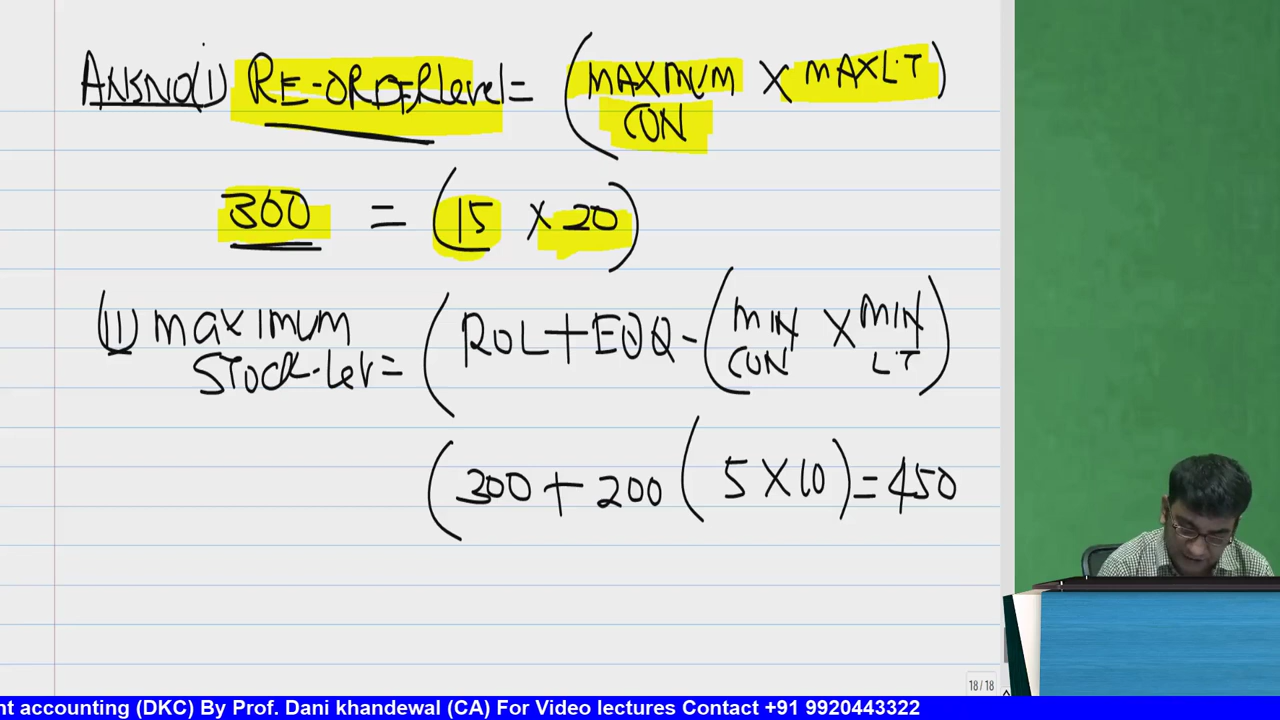 ANSNO(1) RE-ORDER level = (MAXIMUM CON X MAX L.T)
300 = (15 X 20)
(11) maximum STOCK-Lev = (ROL + EOQ - (MIN CON X MIN L.T)
(300 + 200 (5 X 10) = 450
18/18
nt accounting (DKC) By Prof. Dani khandewal (CA) For Video lectures Contact +91 9920443322